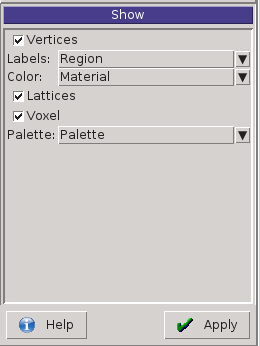 Show
Vertices
Labels: Region
Color: Material
Lattices
Voxel
Palette: Palette
Help Apply